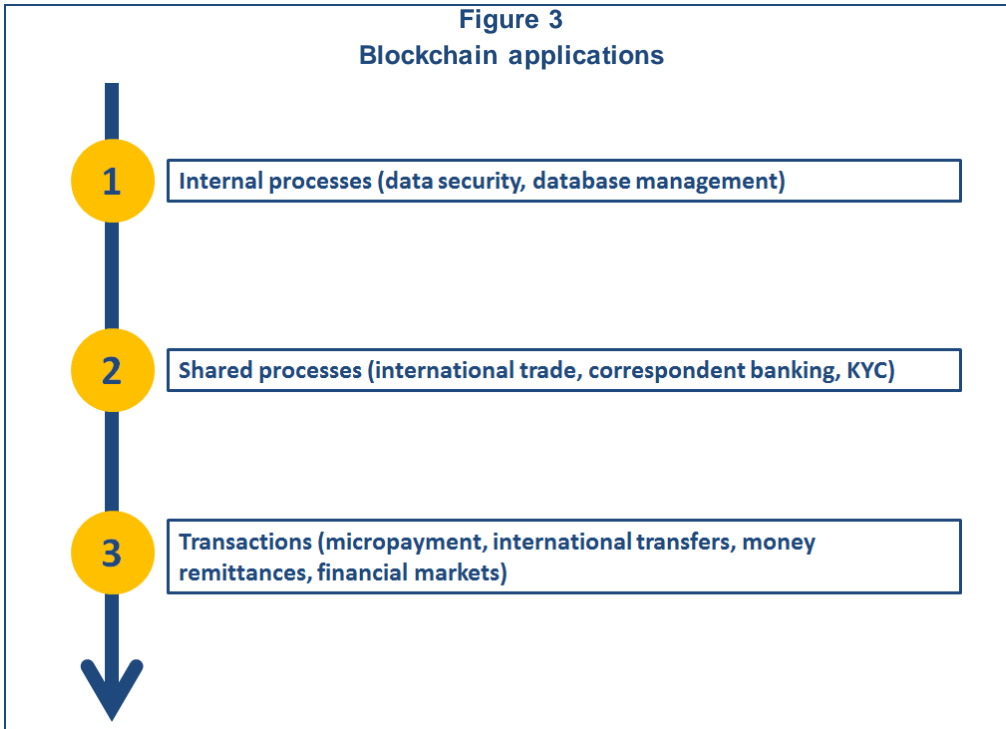 Figure 3
Blockchain applications
1
Internal processes (data security, database management)
2
Shared processes (international trade, correspondent banking, KYC)
3
Transactions (micropayment, international transfers, money
remittances, financial markets)